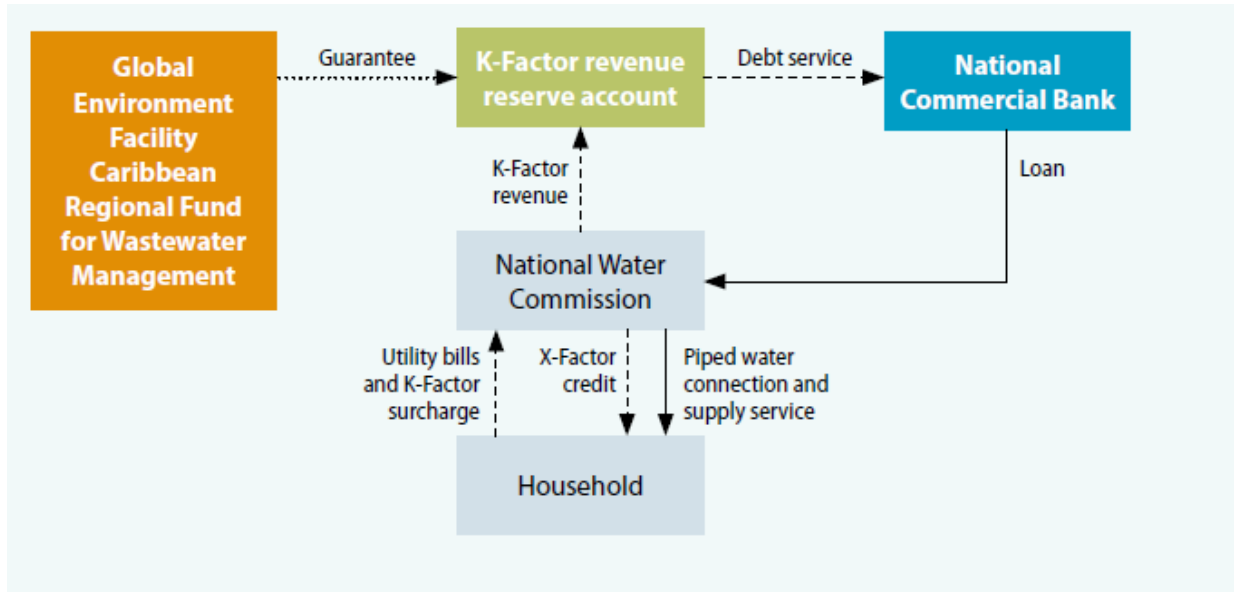 Global
Environment
Facility
Caribbean
Regional Fund
for Wastewater
Management
Guarantee
K-Factor revenue
reserve account
Debt service
National
Commercial Bank
K-Factor
revenue
Loan
National Water
Commission
Utility bills
and K-Factor
surcharge
X-Factor
credit
Piped water
connection and
supply service
Household